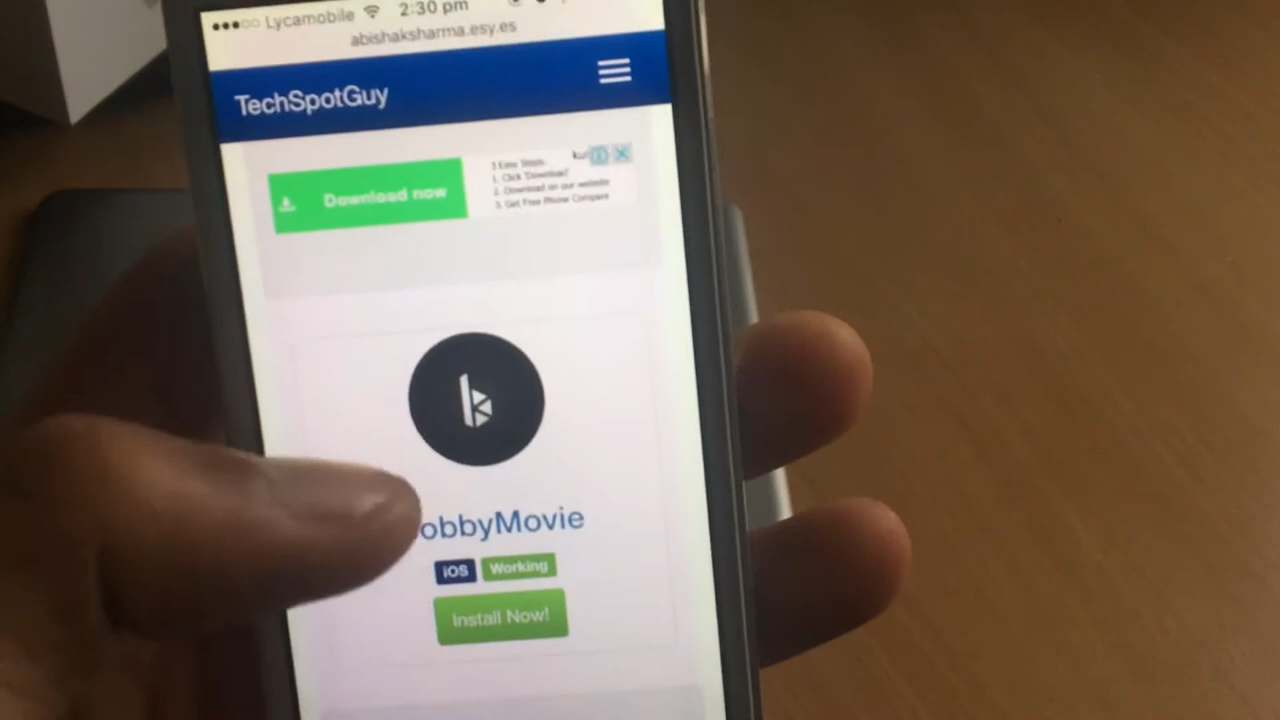 Lycamobile 2:30 pm
abishaksharma.esy.es
TechSpotGuy
Download now
3 Easy Steps.
1. Click 'Download'
2. Download on our website
3. Get Free Phone Compare
obbyMovie
iOS Working
Install Now!